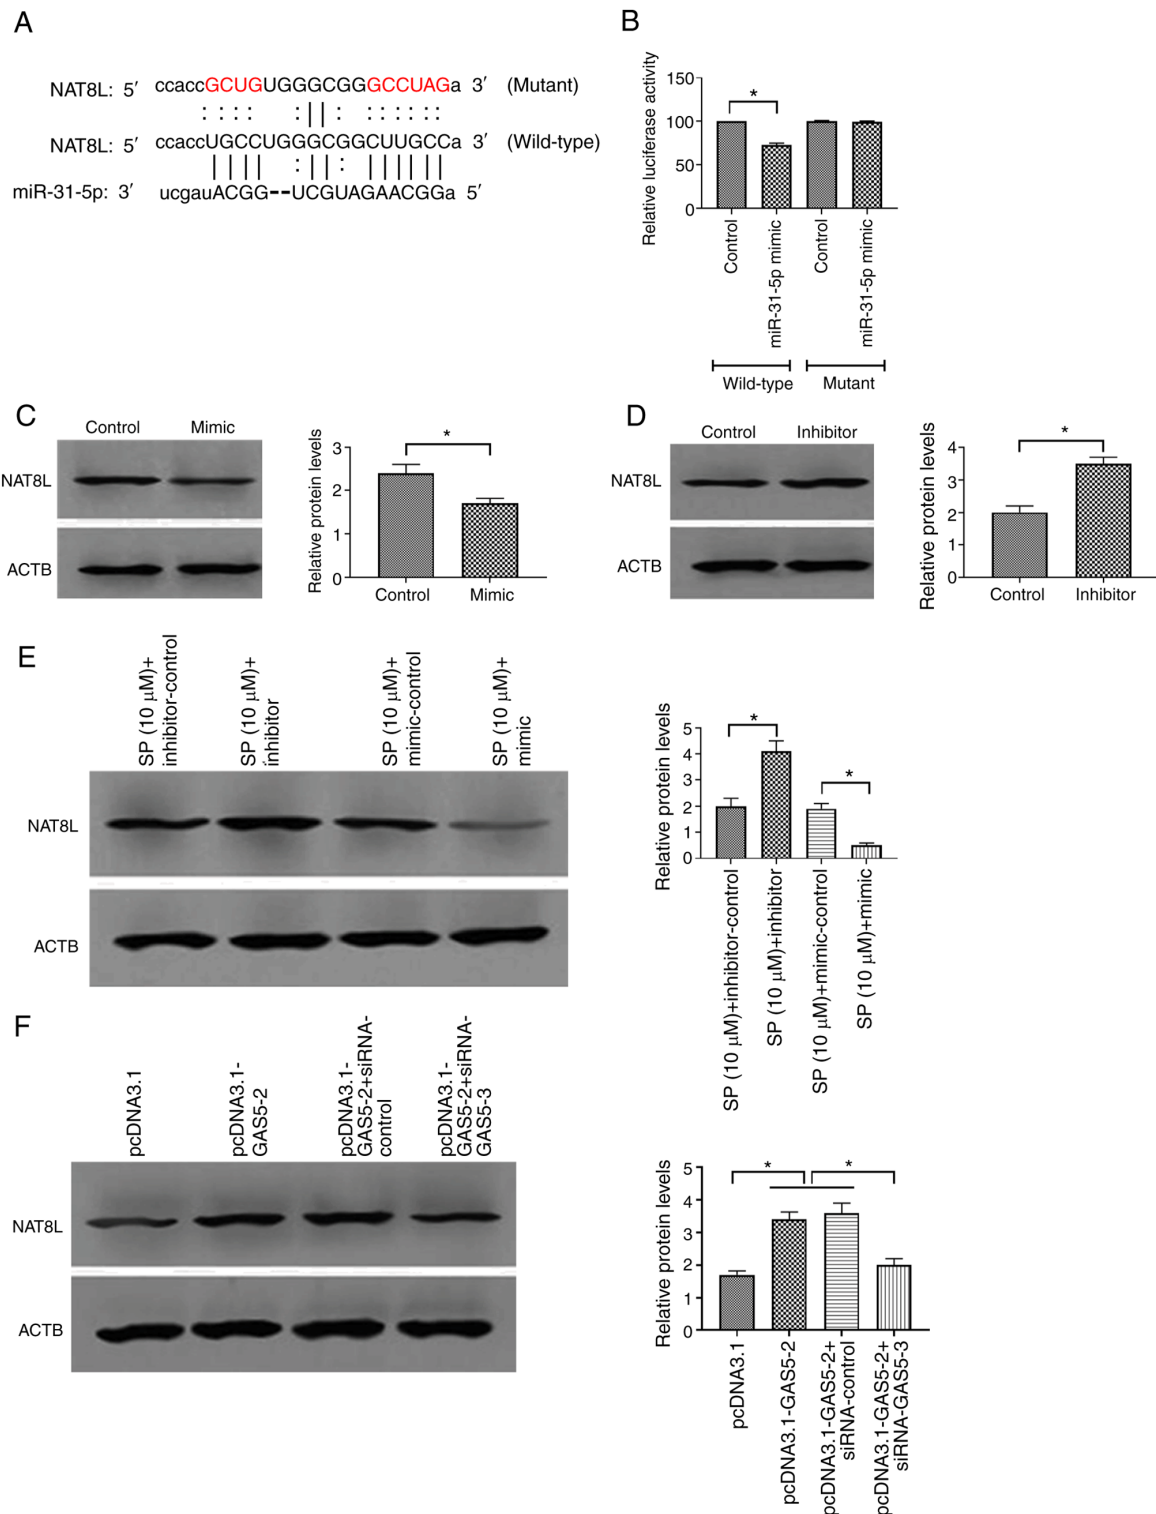 A
NAT8L: 5′ ccaccGCUGUGGGCGGGCCUAGa 3′ (Mutant)
NAT8L: 5′ ccaccUGCCUGGGCGGCUUGCCa 3′ (Wild-type)
miR-31-5p: 3′ ucgauACGG--UCGUAGAACGGa 5′
B
Relative luciferase activity
150
100
50
0
*
Control
miR-31-5p mimic
Control
miR-31-5p mimic
Wild-type
Mutant
C
Control
Mimic
NAT8L
ACTB
Relative protein levels
3
2
1
0
*
Control
Mimic
D
Control
Inhibitor
NAT8L
ACTB
Relative protein levels
4
3
2
1
0
*
Control
Inhibitor
E
SP (10 µM)+
inhibitor-control
SP (10 µM)+
inhibitor
SP (10 µM)+
mimic-control
SP (10 µM)+
mimic
NAT8L
ACTB
Relative protein levels
5
4
3
2
1
0
*
*
SP (10 µM)+inhibitor-control
SP (10 µM)+inhibitor
SP (10 µM)+mimic-control
SP (10 µM)+mimic
F
pcDNA3.1
pcDNA3.1-
GAS5-2
pcDNA3.1-
GAS5-2+siRNA-
control
pcDNA3.1-
GAS5-2+siRNA-
GAS5-3
NAT8L
ACTB
Relative protein levels
5
4
3
2
1
0
*
*
pcDNA3.1
pcDNA3.1-GAS5-2
pcDNA3.1-GAS5-2+
siRNA-control
pcDNA3.1-GAS5-2+
siRNA-GAS5-3